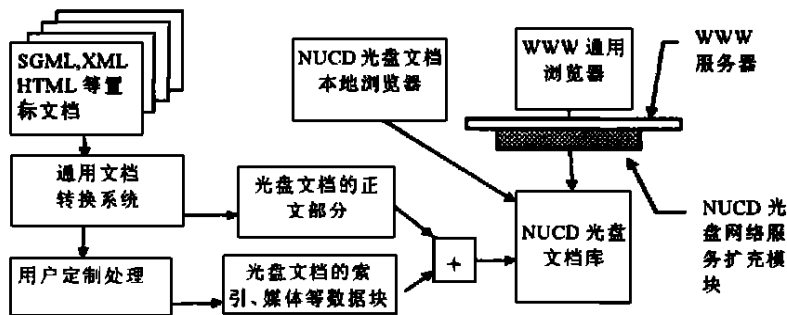 SGML,XML
HTML 等置
标文档
NUCD 光盘文档
本地浏览器
WWW 通用
浏览器
WWW
服务器
通用文档
转换系统
光盘文档的正
文部分
NUCD 光盘
文档库
NUCD 光
盘网络服
务扩充模
块
用户定制处理
光盘文档的索
引、媒体等数据块
+